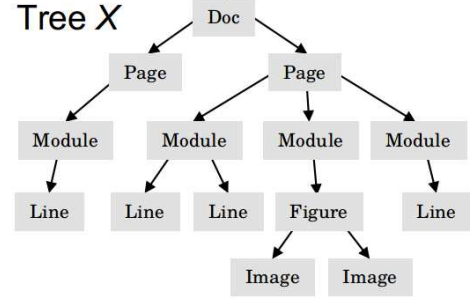 Tree X
Doc
Page Page
Module Module Module Module
Line Line Line Figure Line
Image Image